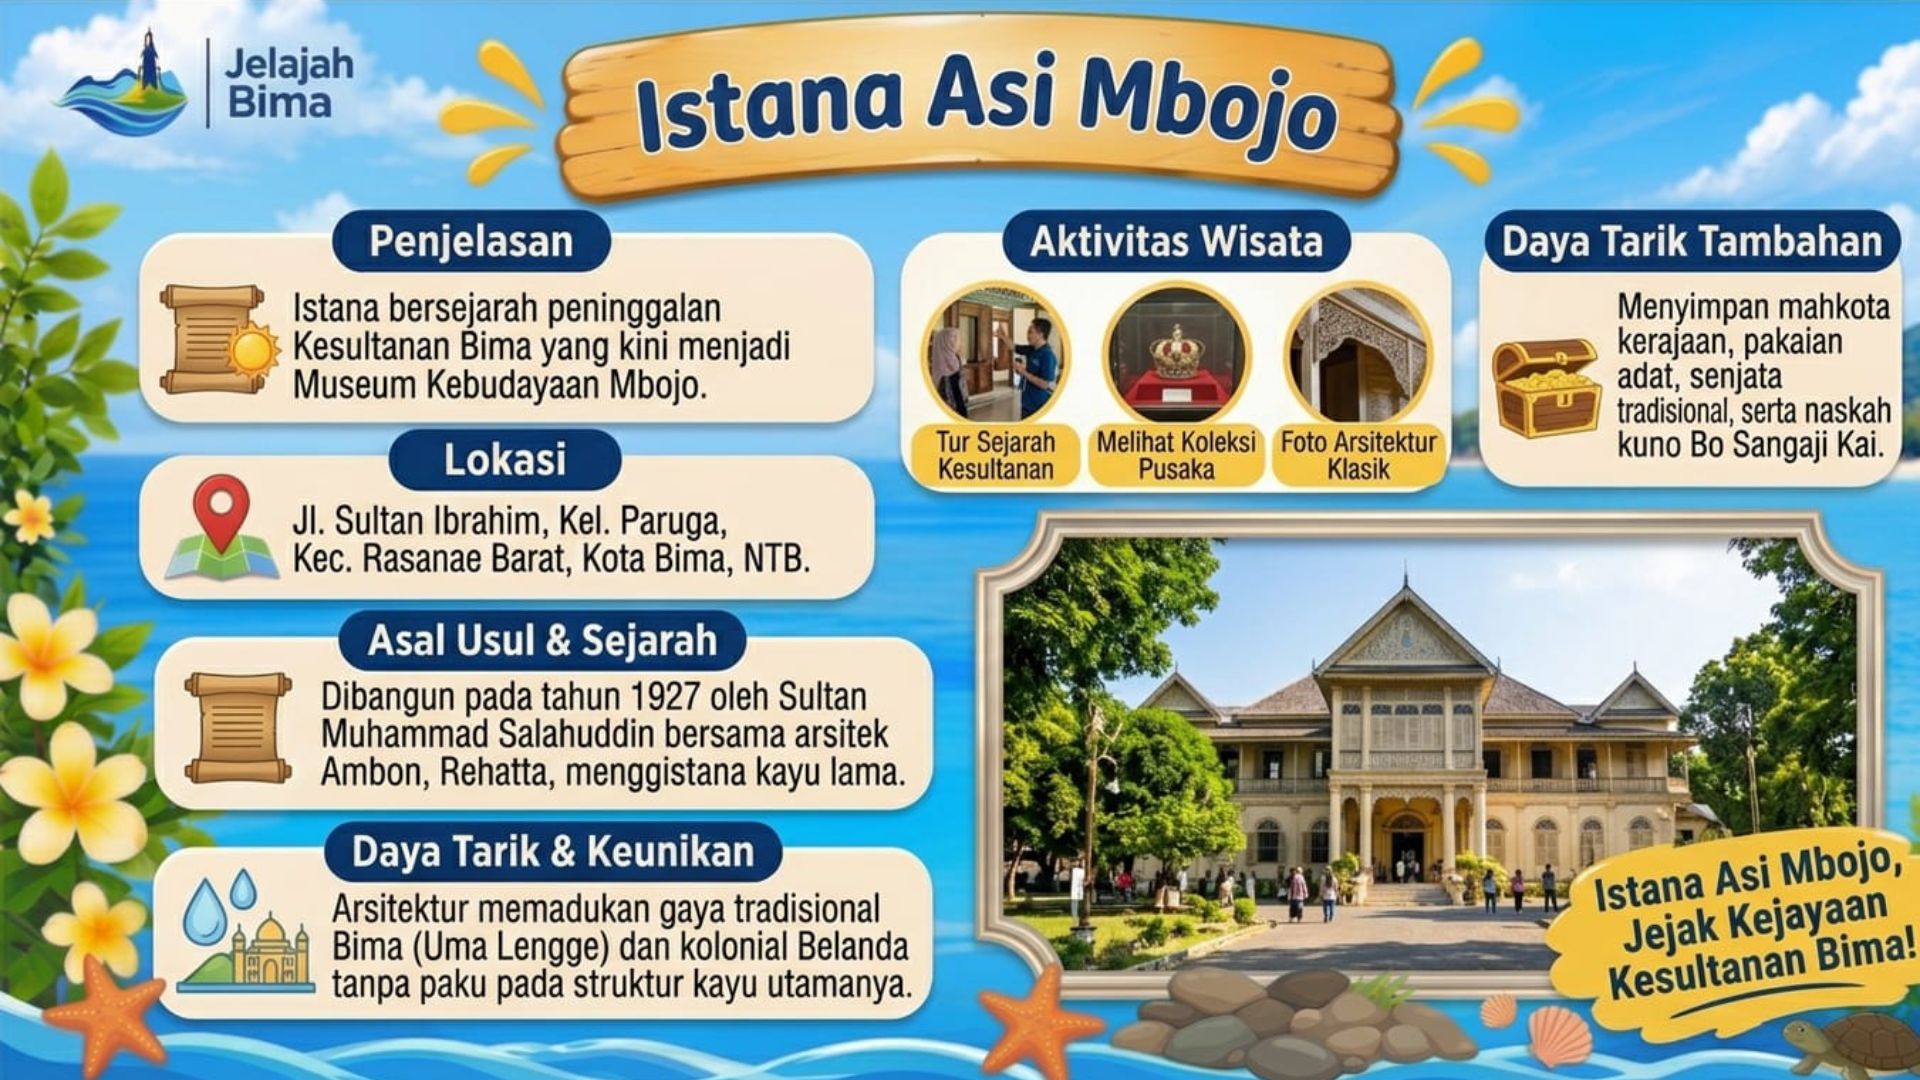 Jelajah
Bima
Istana Asi Mbojo
Penjelasan
Istana bersejarah peninggalan
Kesultanan Bima yang kini menjadi
Museum Kebudayaan Mbojo.
Lokasi
Jl. Sultan Ibrahim, Kel. Paruga,
Kec. Rasanae Barat, Kota Bima, NTB.
Asal Usul & Sejarah
Dibangun pada tahun 1927 oleh Sultan
Muhammad Salahuddin bersama arsitek
Ambon, Rehatta, menggistana kayu lama.
Daya Tarik & Keunikan
Arsitektur memadukan gaya tradisional
Bima (Uma Lengge) dan kolonial Belanda
tanpa paku pada struktur kayu utamanya.
Aktivitas Wisata
Tur Sejarah
Kesultanan
Melihat Koleksi
Pusaka
Foto Arsitektur
Klasik
Daya Tarik Tambahan
Menyimpan mahkota
kerajaan, pakaian
adat, senjata
tradisional, serta naskah
kuno Bo Sangaji Kai.
Istana Asi Mbojo,
Jejak Kejayaan
Kesultanan Bima!